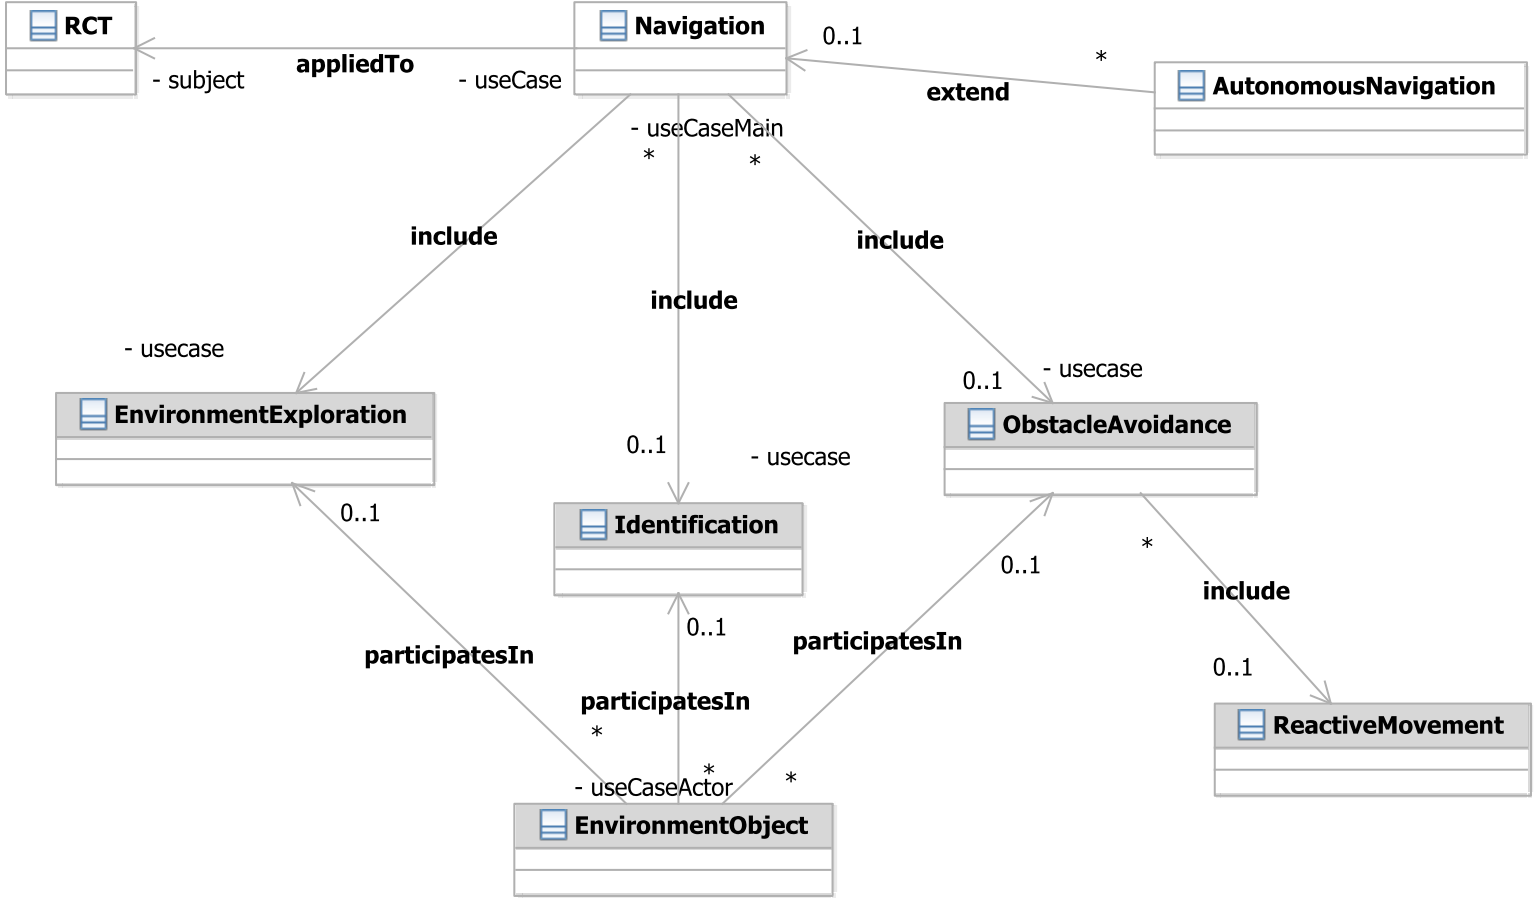 RCT
Navigation
0..1
*
appliedTo
- subject
- useCase
extend
AutonomousNavigation
- useCaseMain
*
*
include
include
include
- usecase
0..1
- usecase
EnvironmentExploration
ObstacleAvoidance
0..1
- usecase
0..1
Identification
*
0..1
include
0..1
participatesIn
participatesIn
0..1
participatesIn
*
ReactiveMovement
*
*
- useCaseActor
EnvironmentObject